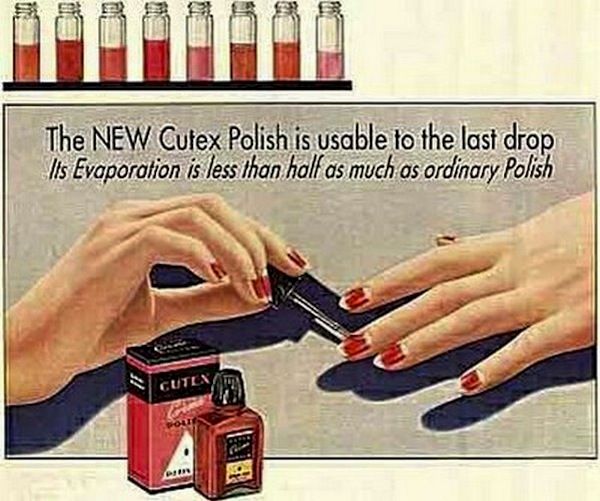 The NEW Cutex Polish is usable to the last drop
Its Evaporation is less than half as much as ordinary Polish
CUTEX